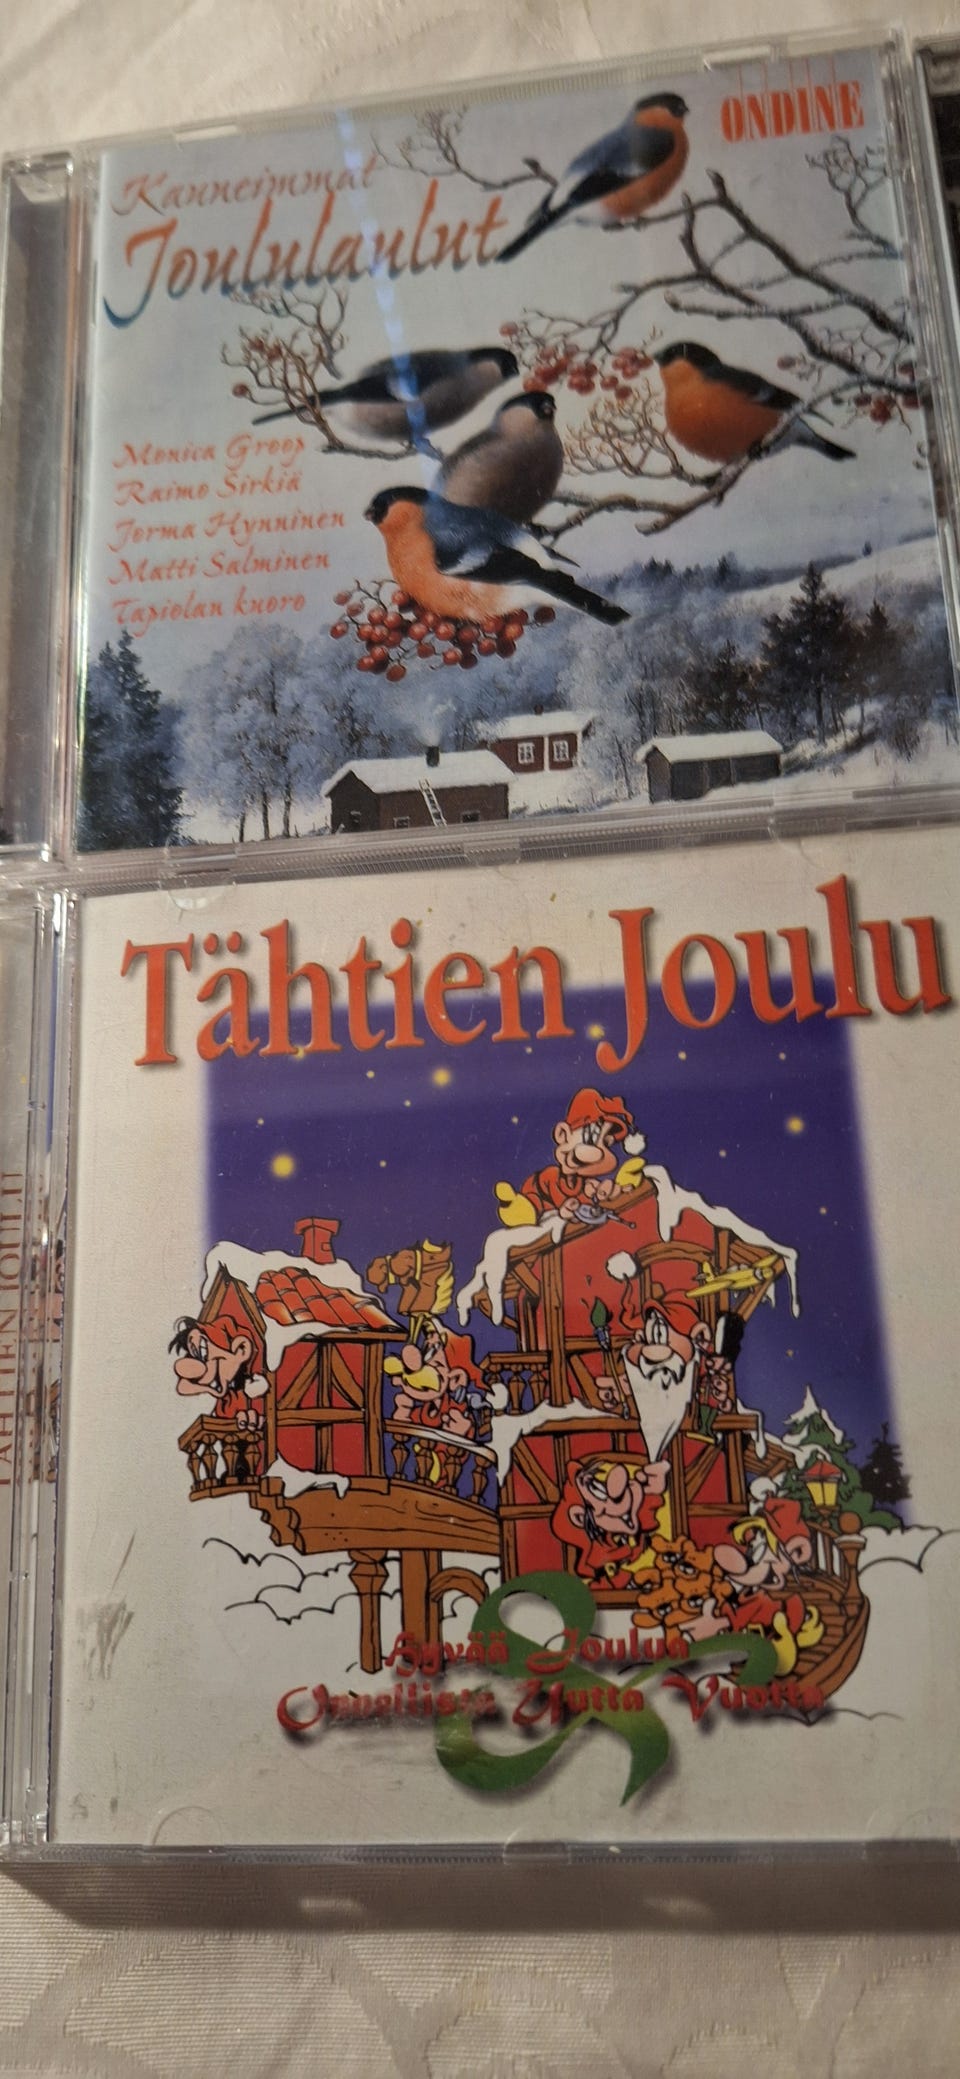 ONDINE
Kauneimmat
Joululaulut
Monica Groop
Raimo Sirkiä
Jorma Hynninen
Matti Salminen
Tapiolan kuoro
Tähtien Joulu
Hyvää Joulua
&
Onnellista Uutta Vuotta
TÄHTIEN JOULU